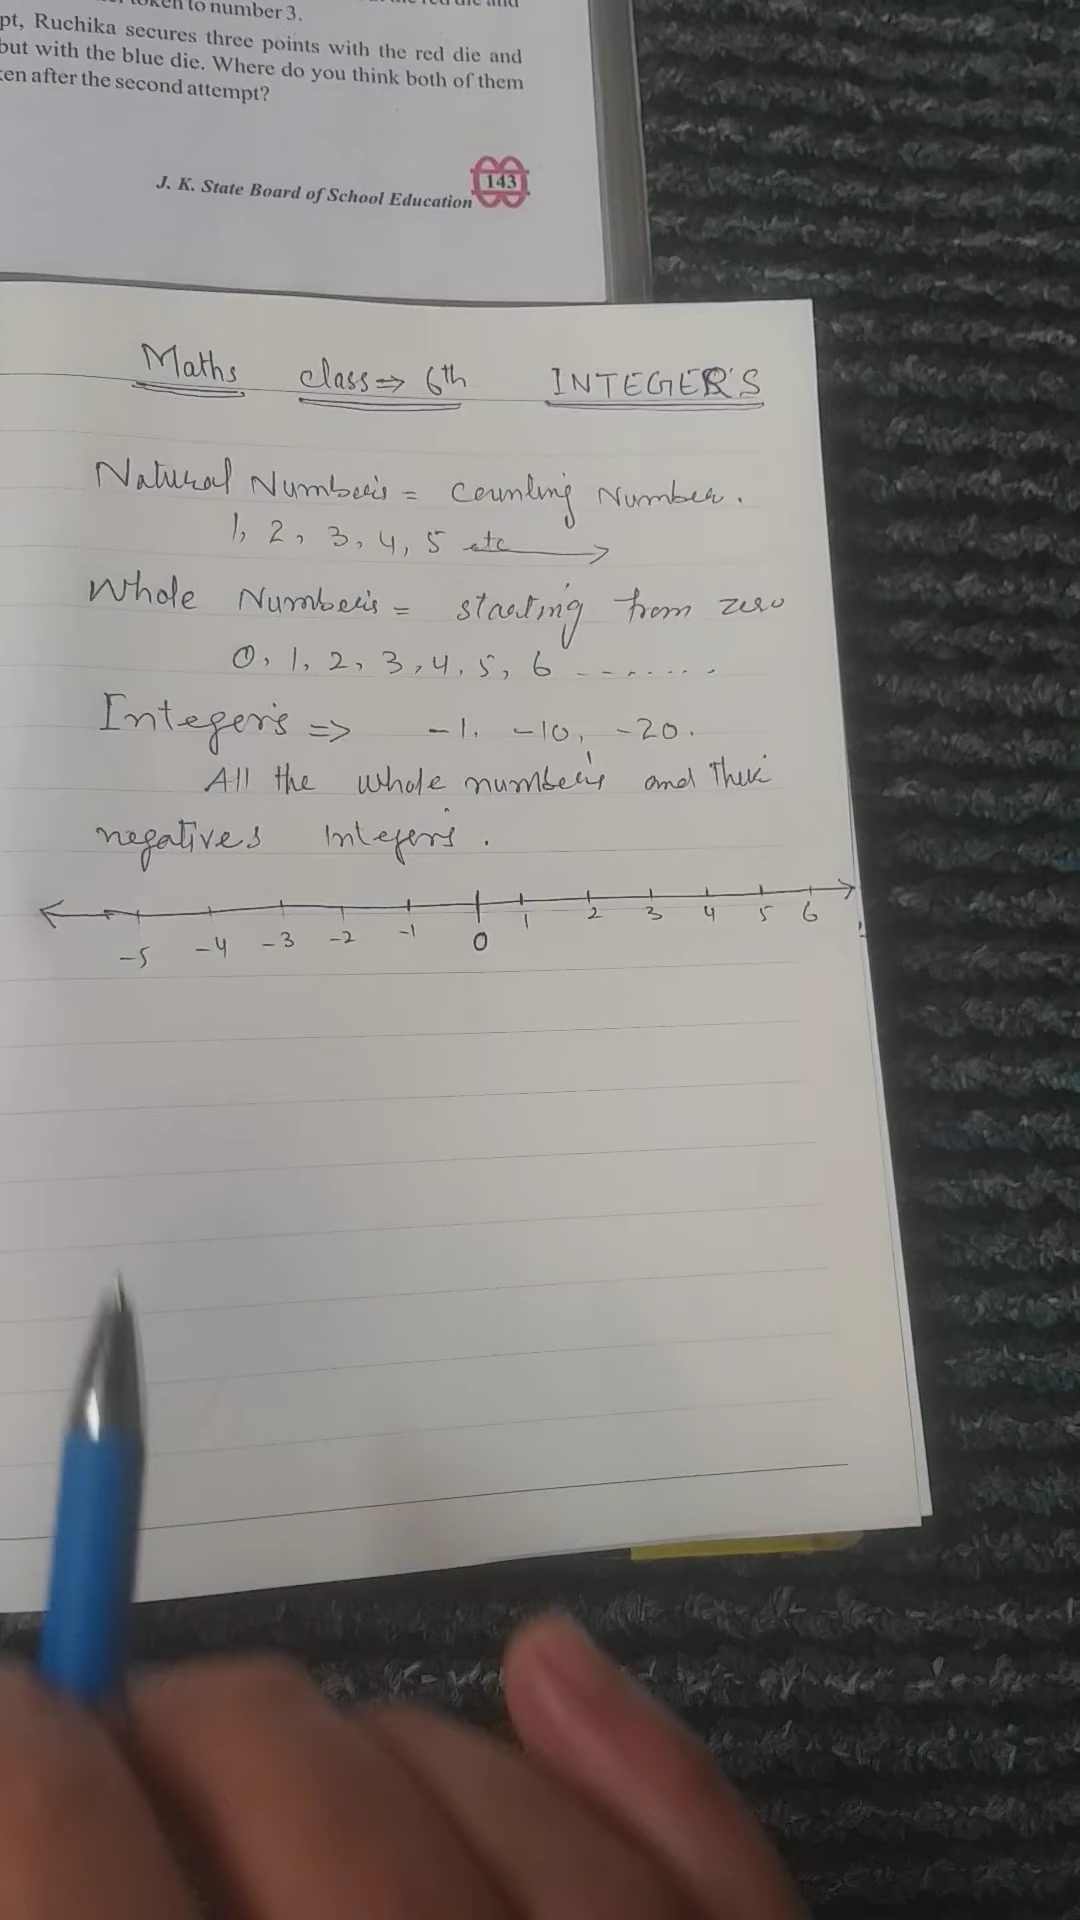 to number 3.
pt, Ruchika secures three points with the red die and
but with the blue die. Where do you think both of them
ken after the second attempt?
J. K. State Board of School Education 143
Maths class ⇒ 6th INTEGER'S
Natural Numbers = Counting Number.
1, 2, 3, 4, 5 etc →
Whole Numbers = starting from zero
0, 1, 2, 3, 4, 5, 6 - - - . . . . .
Integers ⇒ -1, -10, -20.
All the whole numbers and their
negatives Integers.
-5 -4 -3 -2 -1 0 1 2 3 4 5 6